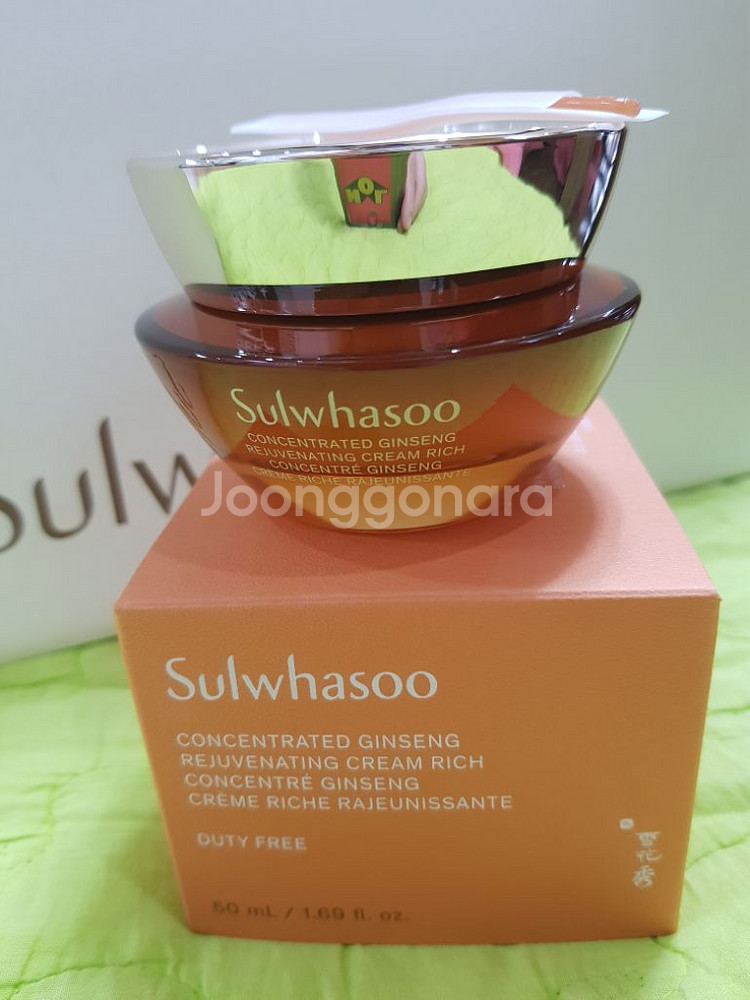 Sulwhasoo
CONCENTRATED GINSENG
REJUVENATING CREAM RICH
CONCENTRÉ GINSENG
CRÈME RICHE RAJEUNISSANTE
Joonggonara
Sulw
Sulwhasoo
CONCENTRATED GINSENG
REJUVENATING CREAM RICH
CONCENTRÉ GINSENG
CRÈME RICHE RAJEUNISSANTE
DUTY FREE
雪花秀
50 mL / 1.69 fl. oz.